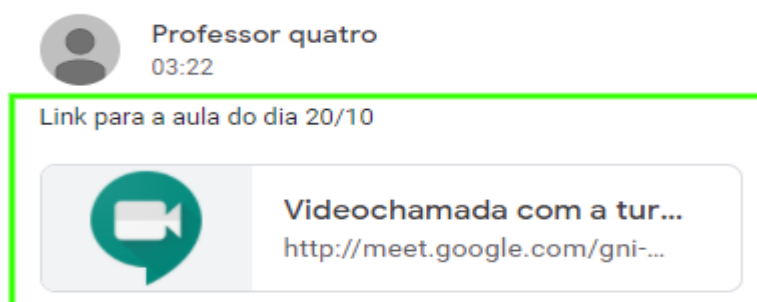 Professor quatro
03:22
Link para a aula do dia 20/10
Videochamada com a tur...
http://meet.google.com/gni-...